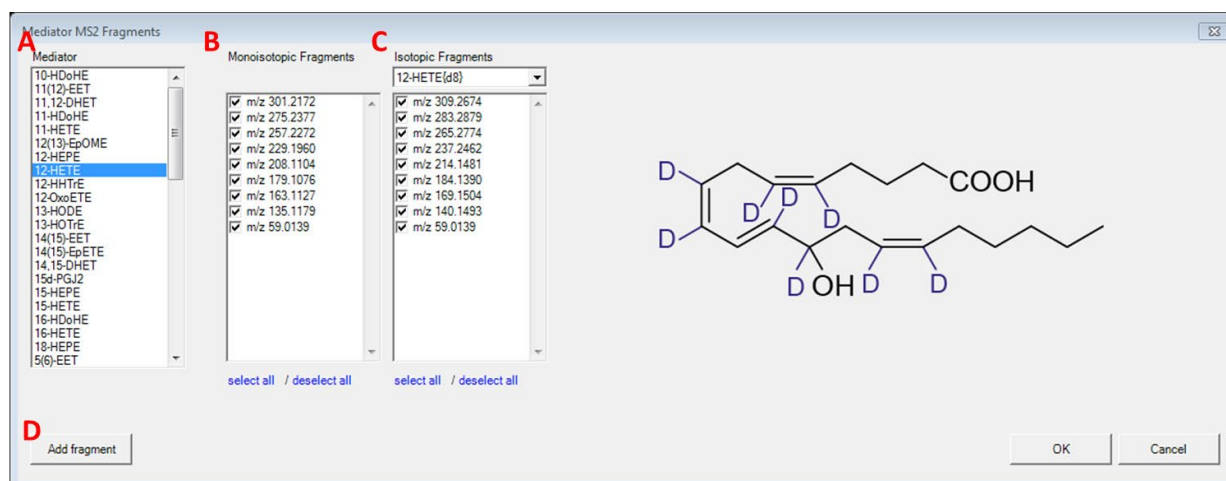 Mediator MS2 Fragments
A
Mediator
10-HDoHE
11(12)-EET
11,12-DHET
11-HDoHE
11-HETE
12(13)-EpOME
12-HEPE
12-HETE
12-HHTrE
12-OxoETE
13-HODE
13-HOTrE
14(15)-EET
14(15)-EpETE
14,15-DHET
15d-PGJ2
15-HEPE
15-HETE
16-HDoHE
16-HETE
18-HEPE
5(6)-EET
B
Monoisotopic Fragments
m/z 301.2172
m/z 275.2377
m/z 257.2272
m/z 229.1960
m/z 208.1104
m/z 179.1076
m/z 163.1127
m/z 135.1179
m/z 59.0139
select all / deselect all
C
Isotopic Fragments
12-HETE{d8}
m/z 309.2674
m/z 283.2879
m/z 265.2774
m/z 237.2462
m/z 214.1481
m/z 184.1390
m/z 169.1504
m/z 140.1493
m/z 59.0139
select all / deselect all
COOH
D
D
D
D
D
D
OH
D
D
D
Add fragment
OK
Cancel